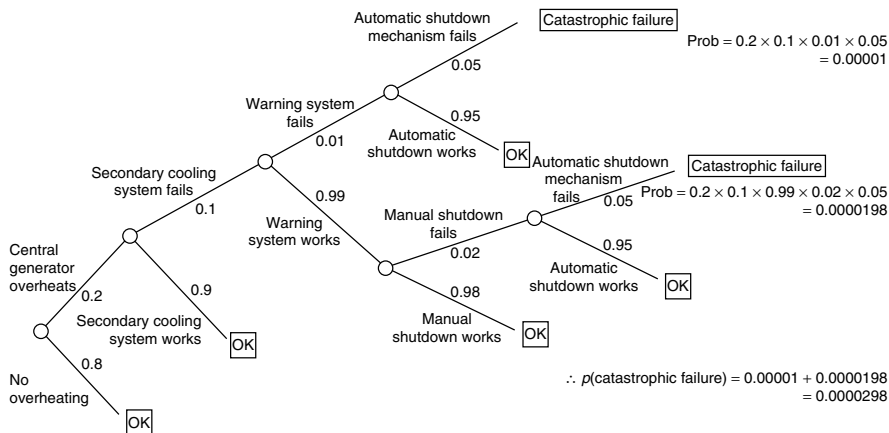 Automatic shutdown
mechanism fails
Catastrophic failure
Prob = 0.2 × 0.1 × 0.01 × 0.05
= 0.00001
0.05
Warning system
fails
0.01
0.95
Automatic
shutdown works
OK
Automatic shutdown
mechanism
fails
Catastrophic failure
Prob = 0.2 × 0.1 × 0.99 × 0.02 × 0.05
= 0.0000198
0.05
Secondary cooling
system fails
0.1
0.99
Warning
system works
Manual shutdown
fails
0.02
0.95
Automatic
shutdown works
OK
Central
generator
overheats
0.2
0.9
Secondary cooling
system works
OK
0.98
Manual
shutdown works
OK
No
overheating
0.8
OK
∴ p(catastrophic failure) = 0.00001 + 0.0000198
= 0.0000298